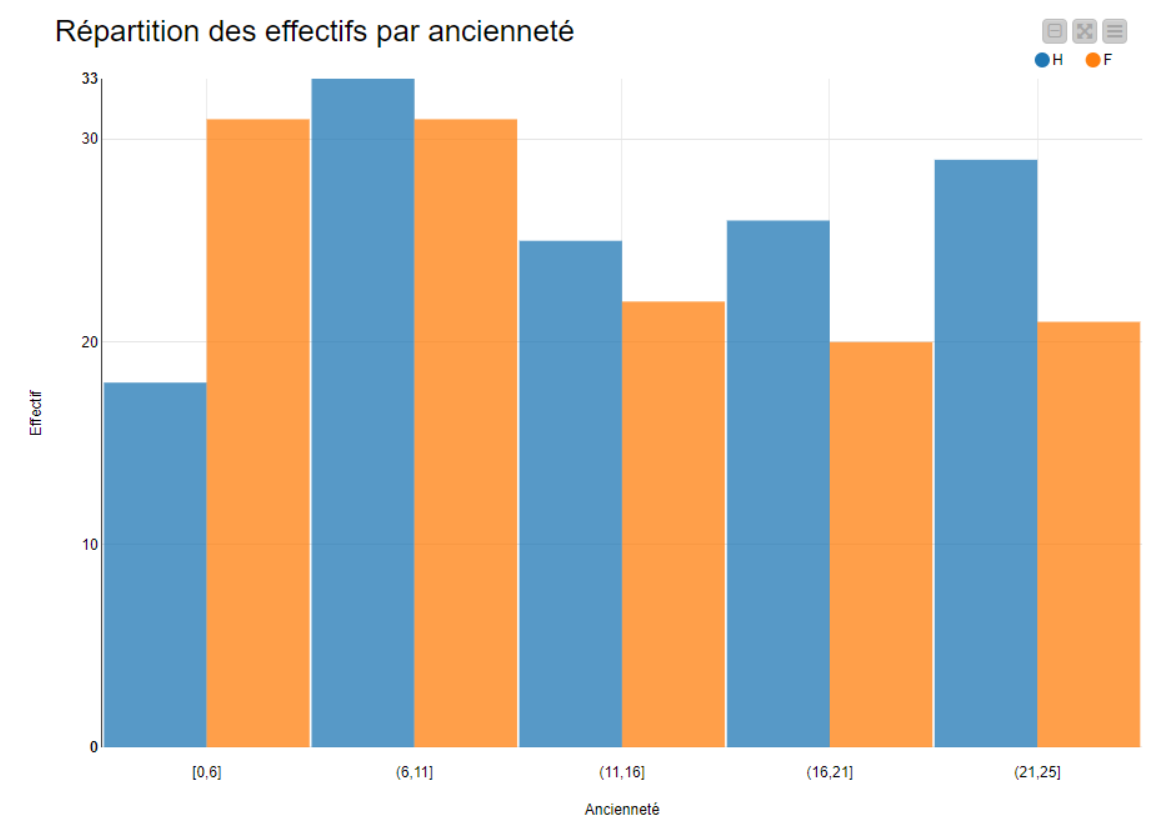 Répartition des effectifs par ancienneté
H F
33
30
20
10
0
Effectif
[0,6] (6,11] (11,16] (16,21] (21,25]
Ancienneté